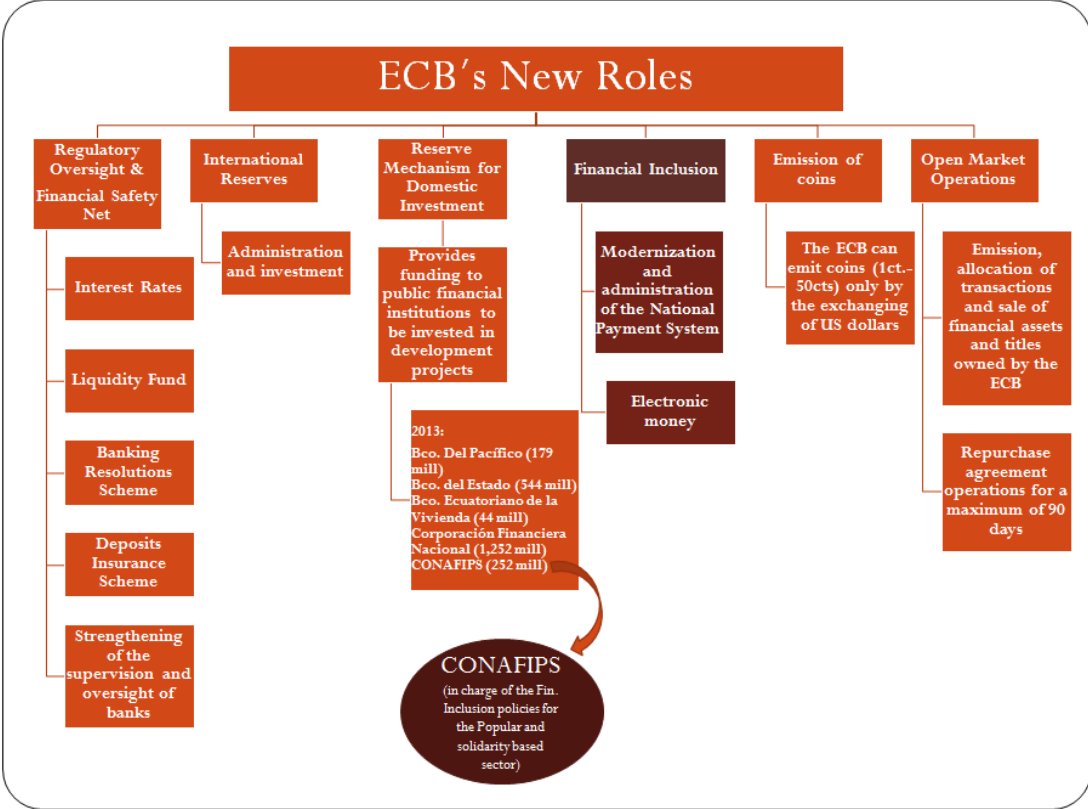 ECB´s New Roles
Regulatory
Oversight &
Financial Safety
Net
Interest Rates
Liquidity Fund
Banking
Resolutions
Scheme
Deposits
Insurance
Scheme
Strengthening
of the
supervision and
oversight of
banks
International
Reserves
Administration
and investment
Reserve
Mechanism for
Domestic
Investment
Provides
funding to
public financial
institutions to
be invested in
development
projects
2013:
Bco. Del Pacífico (179
mill)
Bco. del Estado (544 mill)
Bco. Ecuatoriano de la
Vivienda (44 mill)
Corporación Financiera
Nacional (1,252 mill)
CONAFIPS (252 mill)
CONAFIPS
(in charge of the Fin.
Inclusion policies for
the Popular and
solidarity based
sector)
Financial Inclusion
Modernization
and
administration
of the National
Payment System
Electronic
money
Emission of
coins
The ECB can
emit coins (1ct.-
50cts) only by
the exchanging
of US dollars
Open Market
Operations
Emission,
allocation of
transactions
and sale of
financial assets
and titles
owned by the
ECB
Repurchase
agreement
operations for a
maximum of 90
days